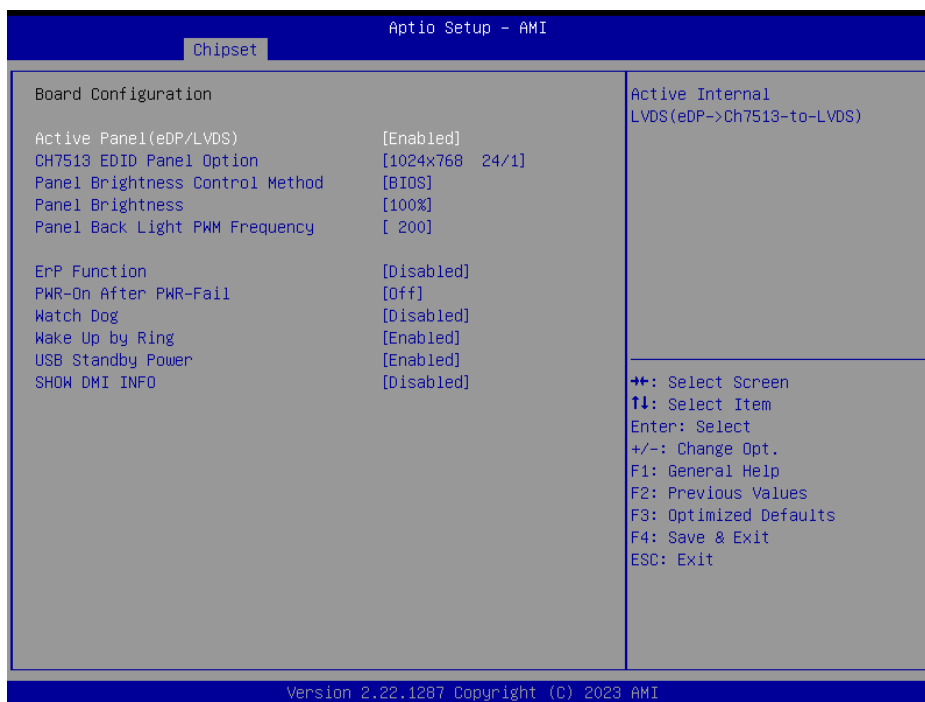 Aptio Setup - AMI
Chipset
Board Configuration
Active Panel(eDP/LVDS) [Enabled]
CH7513 EDID Panel Option [1024x768 24/1]
Panel Brightness Control Method [BIOS]
Panel Brightness [100%]
Panel Back Light PWM Frequency [ 200]
ErP Function [Disabled]
PWR-On After PWR-Fail [Off]
Watch Dog [Disabled]
Wake Up by Ring [Enabled]
USB Standby Power [Enabled]
SHOW DMI INFO [Disabled]
Active Internal
LVDS(eDP->Ch7513-to-LVDS)
→←: Select Screen
↑↓: Select Item
Enter: Select
+/-: Change Opt.
F1: General Help
F2: Previous Values
F3: Optimized Defaults
F4: Save & Exit
ESC: Exit
Version 2.22.1287 Copyright (C) 2023 AMI